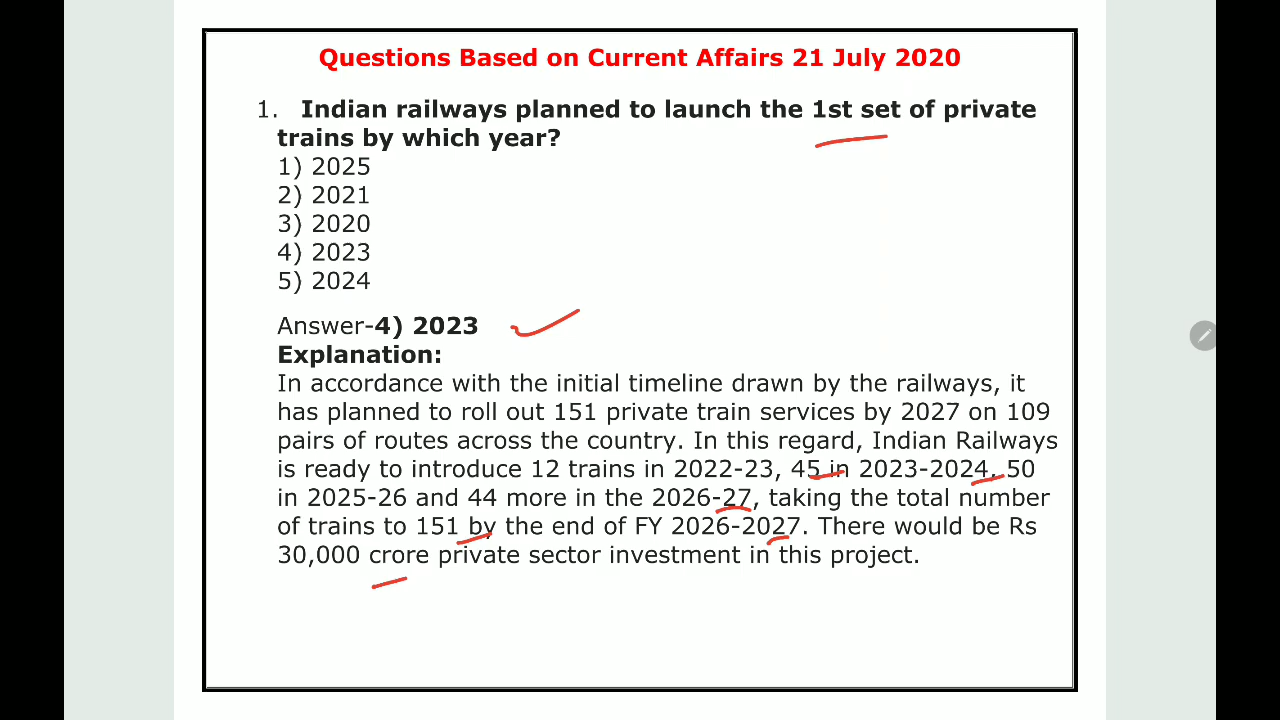 Questions Based on Current Affairs 21 July 2020
1. Indian railways planned to launch the 1st set of private
trains by which year?
1) 2025
2) 2021
3) 2020
4) 2023
5) 2024
Answer-4) 2023
Explanation:
In accordance with the initial timeline drawn by the railways, it
has planned to roll out 151 private train services by 2027 on 109
pairs of routes across the country. In this regard, Indian Railways
is ready to introduce 12 trains in 2022-23, 45 in 2023-2024, 50
in 2025-26 and 44 more in the 2026-27, taking the total number
of trains to 151 by the end of FY 2026-2027. There would be Rs
30,000 crore private sector investment in this project.